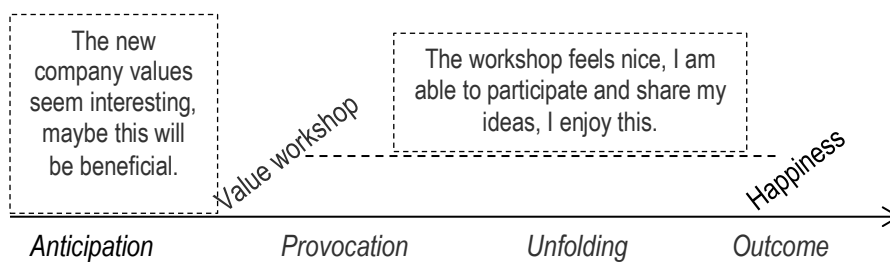 The new
company values
seem interesting,
maybe this will
be beneficial.
Value workshop
The workshop feels nice, I am
able to participate and share my
ideas, I enjoy this.
Happiness
Anticipation
Provocation
Unfolding
Outcome